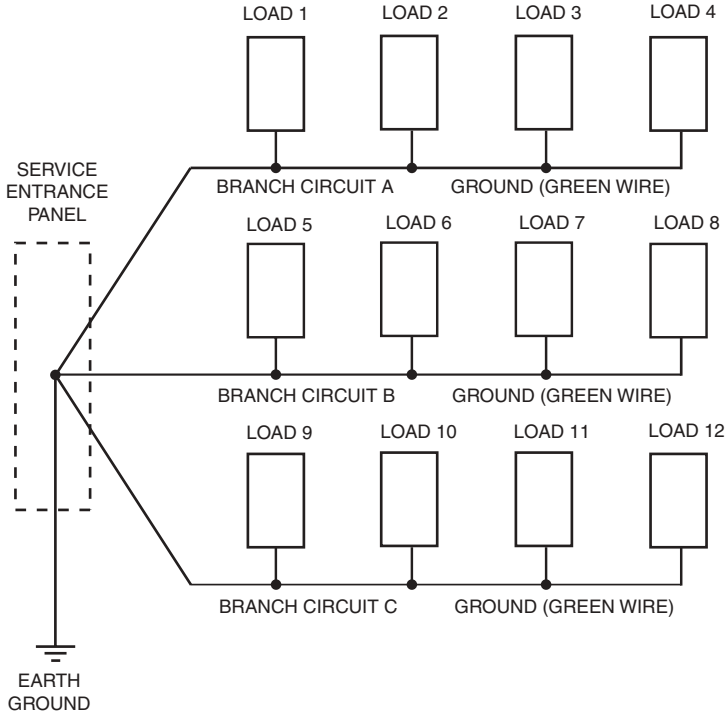 LOAD 1
LOAD 2
LOAD 3
LOAD 4
SERVICE
ENTRANCE
PANEL
BRANCH CIRCUIT A
GROUND (GREEN WIRE)
LOAD 5
LOAD 6
LOAD 7
LOAD 8
BRANCH CIRCUIT B
GROUND (GREEN WIRE)
LOAD 9
LOAD 10
LOAD 11
LOAD 12
BRANCH CIRCUIT C
GROUND (GREEN WIRE)
EARTH
GROUND